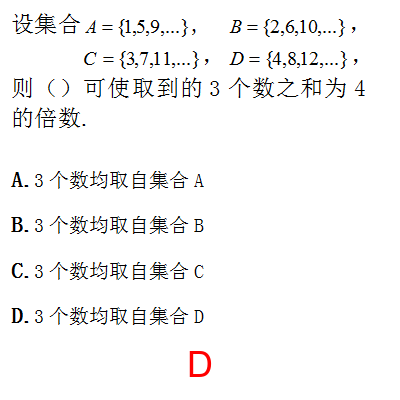 设集合 A = {1,5,9,...}, B = {2,6,10,...},
C = {3,7,11,...}, D = {4,8,12,...},
则（）可使取到的 3 个数之和为 4
的倍数.
A. 3 个数均取自集合 A
B. 3 个数均取自集合 B
C. 3 个数均取自集合 C
D. 3 个数均取自集合 D
D